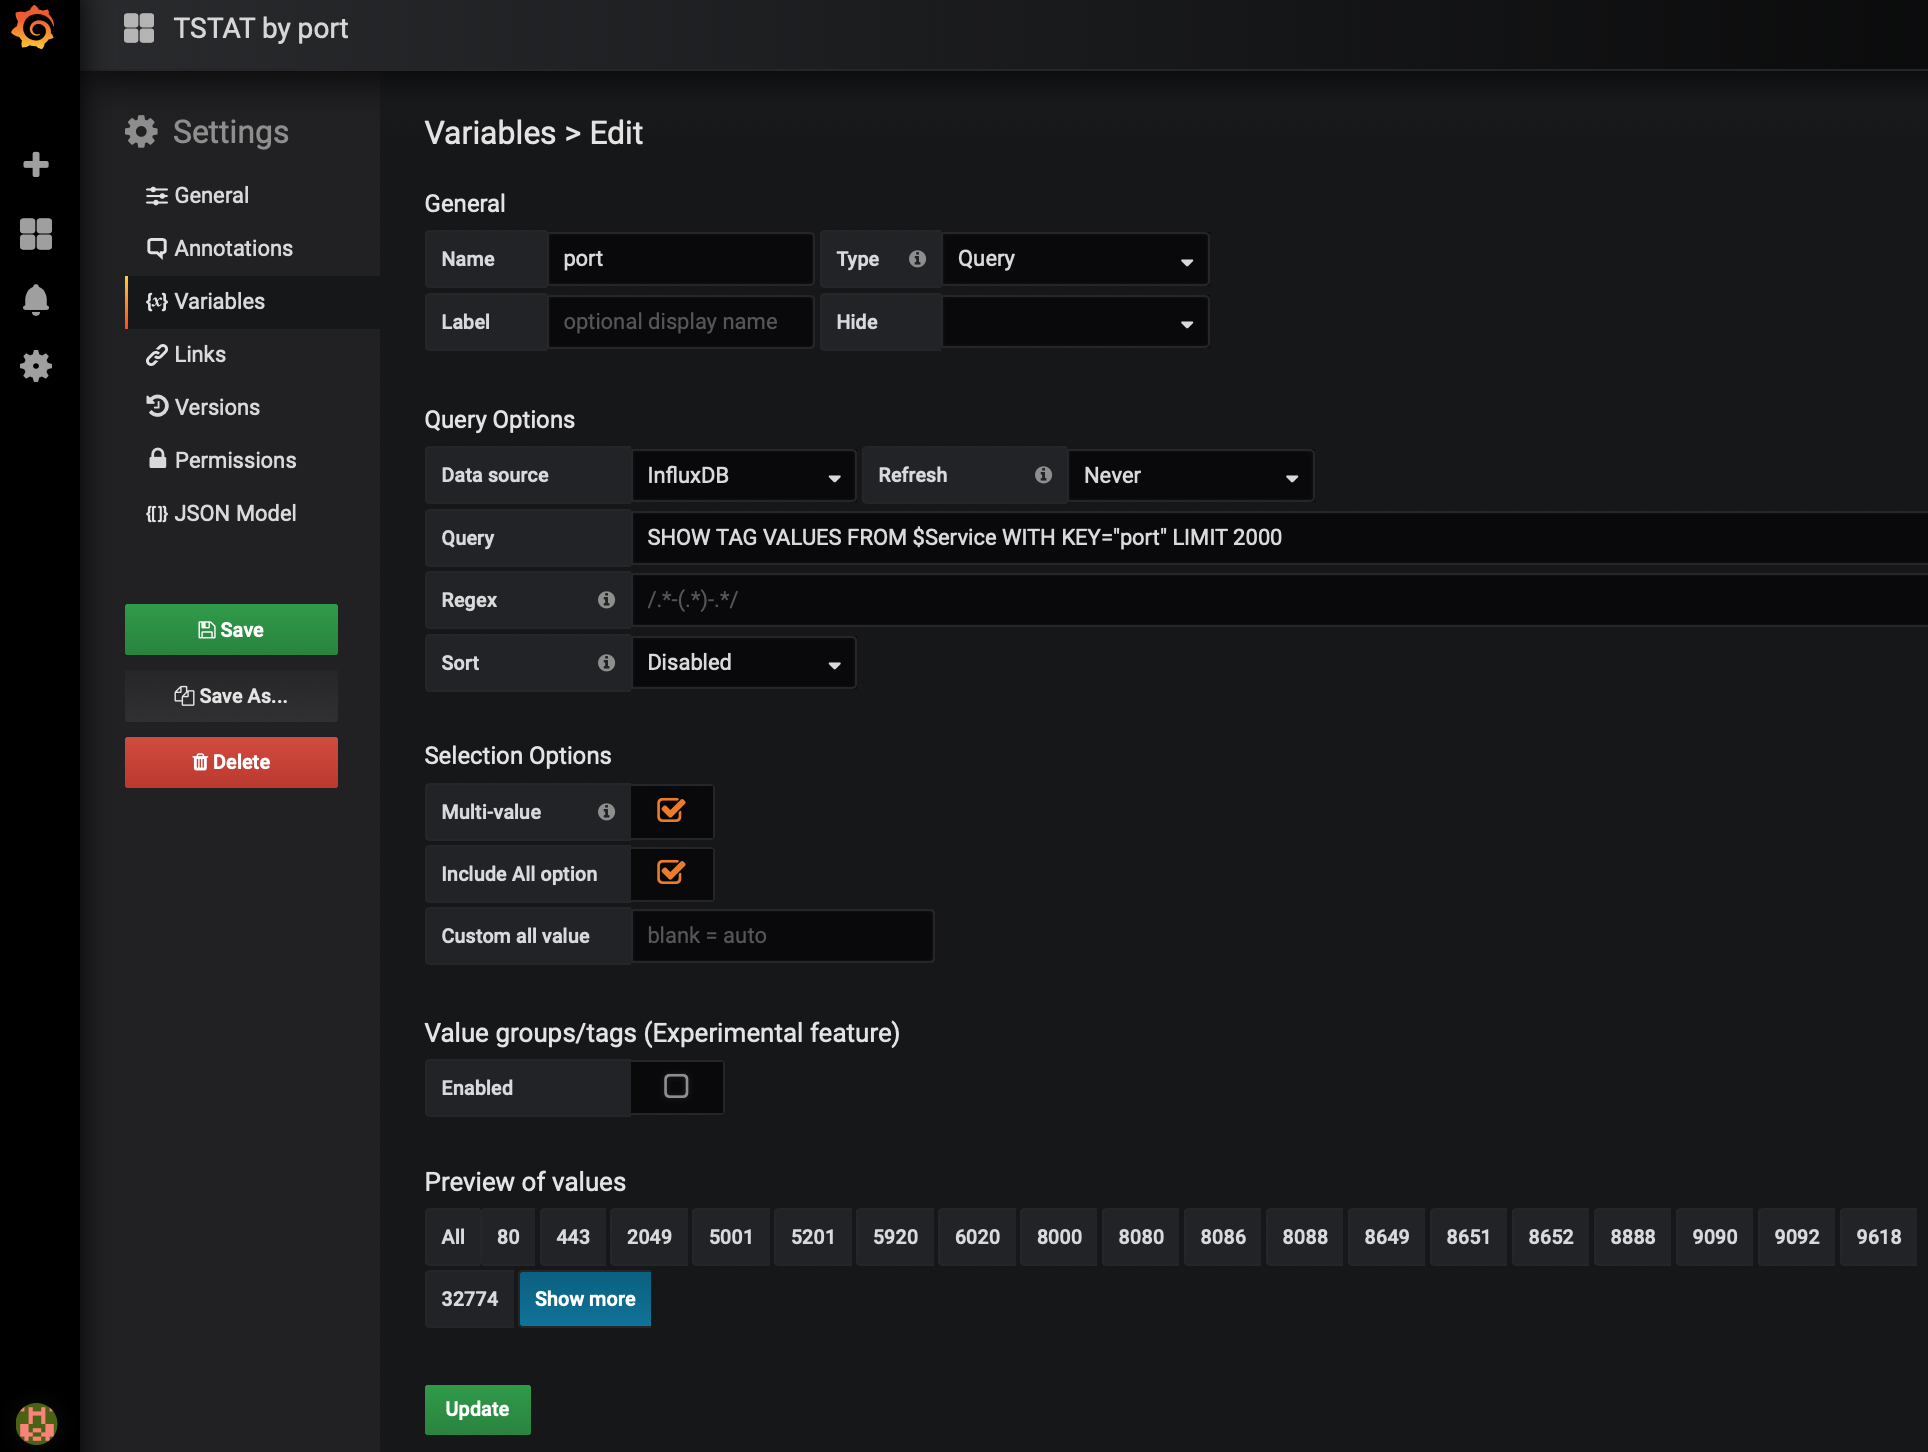 TSTAT by port
Settings
General
Annotations
Variables
Links
Versions
Permissions
JSON Model
Save
Save As...
Delete
Variables > Edit
General
Name port Type Query
Label optional display name Hide
Query Options
Data source InfluxDB Refresh Never
Query SHOW TAG VALUES FROM $Service WITH KEY="port" LIMIT 2000
Regex /.*-(.*)-.*/
Sort Disabled
Selection Options
Multi-value
Include All option
Custom all value blank = auto
Value groups/tags (Experimental feature)
Enabled
Preview of values
All 80 443 2049 5001 5201 5920 6020 8000 8080 8086 8088 8649 8651 8652 8888 9090 9092 9618
32774 Show more
Update